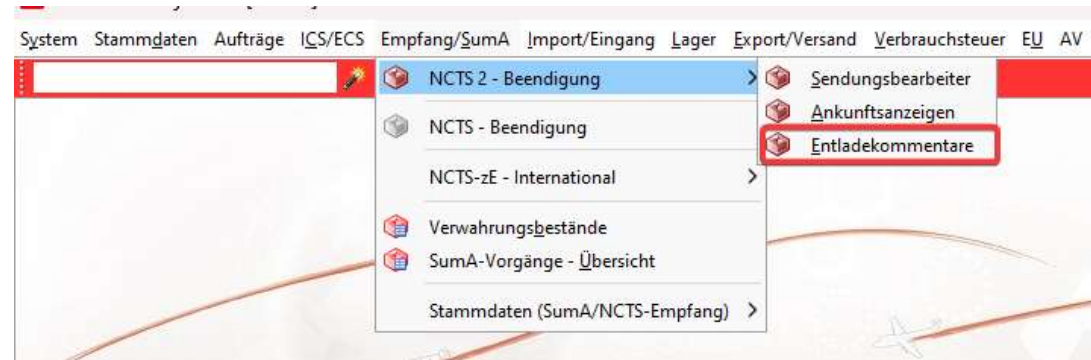 System Stammdaten Aufträge ICS/ECS Empfang/SumA Import/Eingang Lager Export/Versand Verbrauchsteuer EU AV
NCTS 2 - Beendigung
Sendungsbearbeiter
Ankunftsanzeigen
Entladekommentare
NCTS - Beendigung
NCTS-zE - International
Verwahrungsbestände
SumA-Vorgänge - Übersicht
Stammdaten (SumA/NCTS-Empfang)